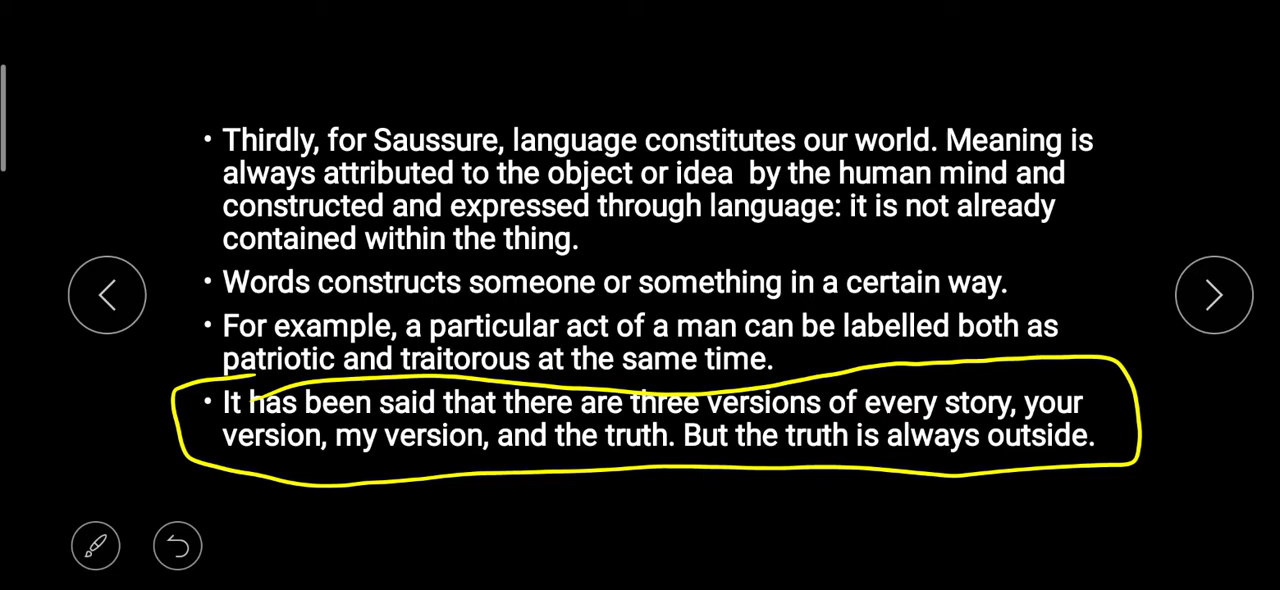 • Thirdly, for Saussure, language constitutes our world. Meaning is
always attributed to the object or idea by the human mind and
constructed and expressed through language: it is not already
contained within the thing.
• Words constructs someone or something in a certain way.
• For example, a particular act of a man can be labelled both as
patriotic and traitorous at the same time.
• It has been said that there are three versions of every story, your
version, my version, and the truth. But the truth is always outside.